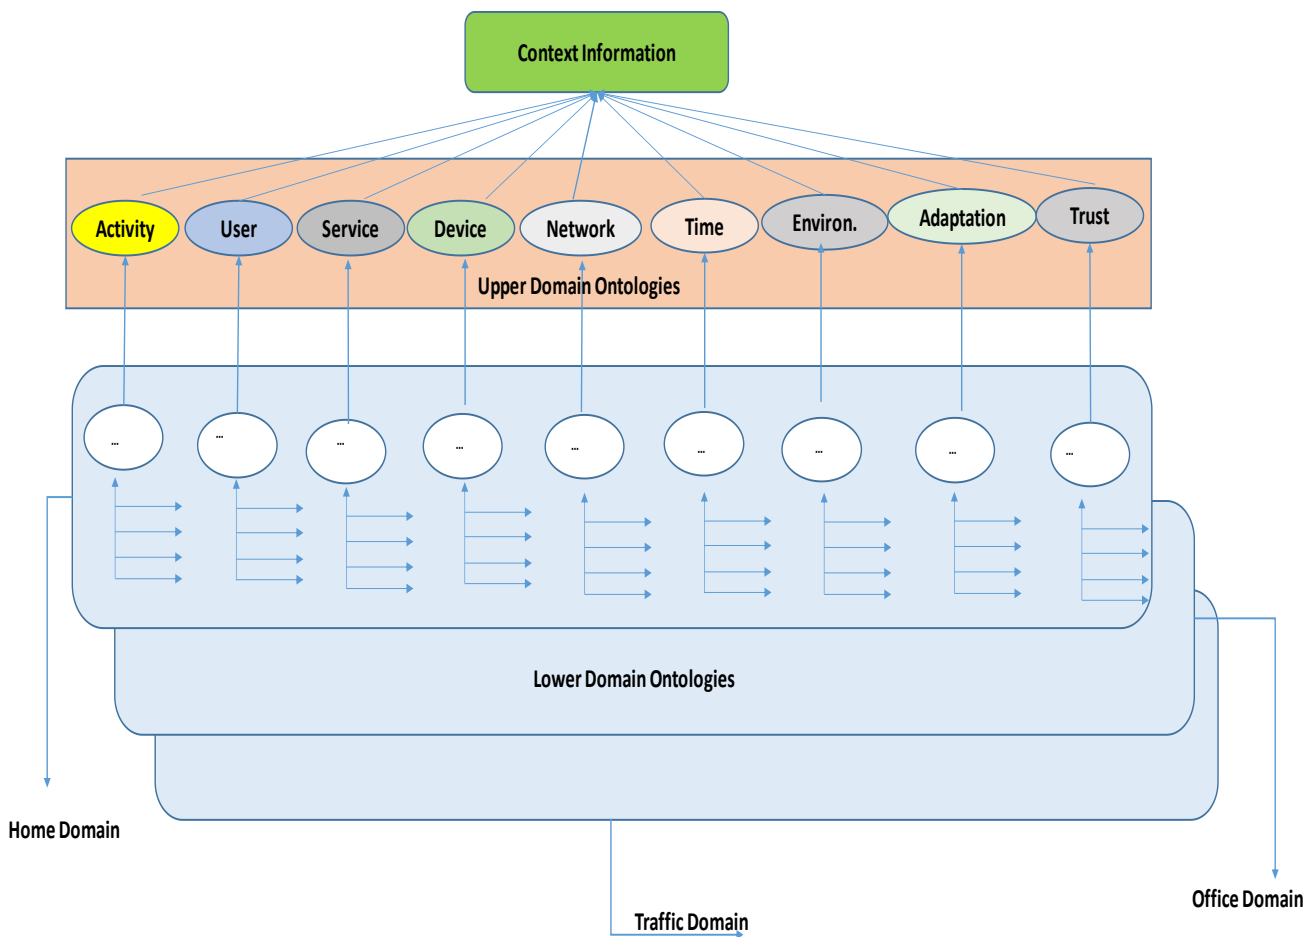 Context Information
Activity
User
Service
Device
Network
Time
Environ.
Adaptation
Trust
Upper Domain Ontologies
...
...
...
...
...
...
...
...
...
Lower Domain Ontologies
Home Domain
Office Domain
Traffic Domain